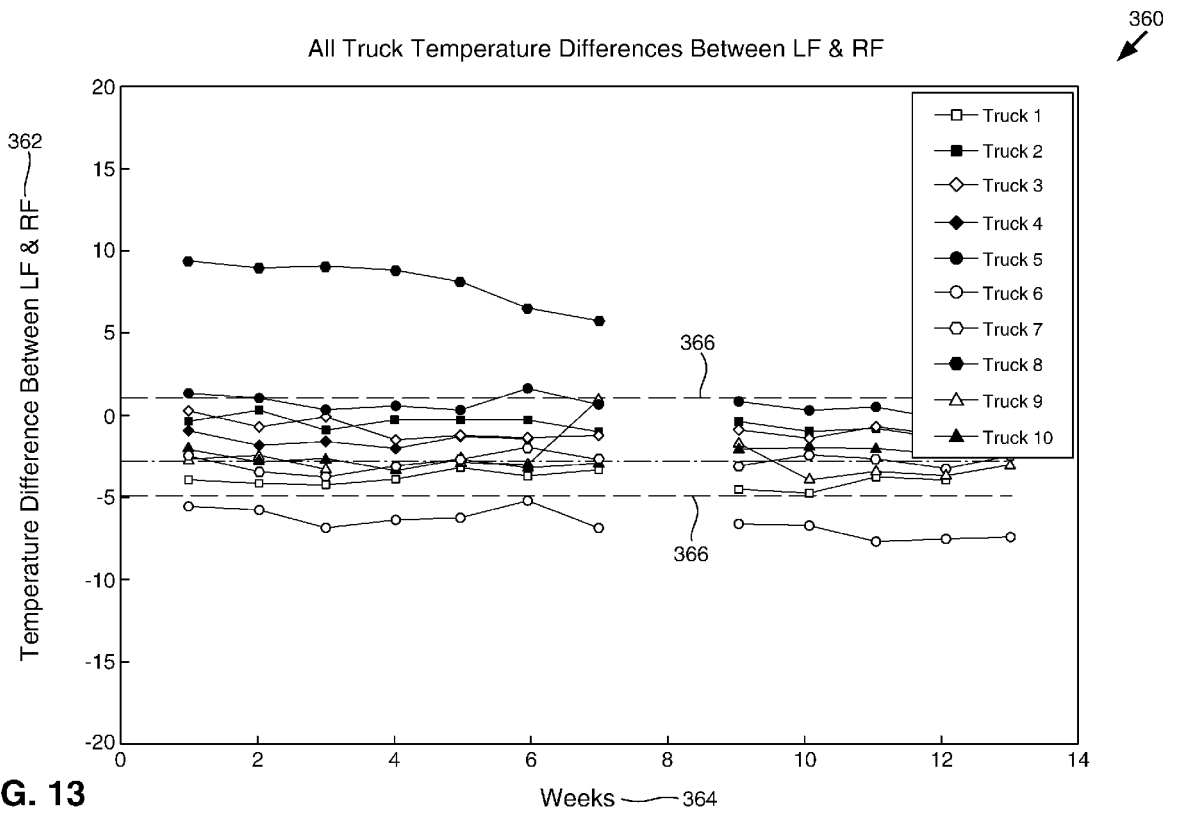 360
All Truck Temperature Differences Between LF & RF
362
Temperature Difference Between LF & RF
20
15
10
5
0
-5
-10
-15
-20
Truck 1
Truck 2
Truck 3
Truck 4
Truck 5
Truck 6
Truck 7
Truck 8
Truck 9
Truck 10
366
366
0 2 4 6 8 10 12 14
G. 13
Weeks 364